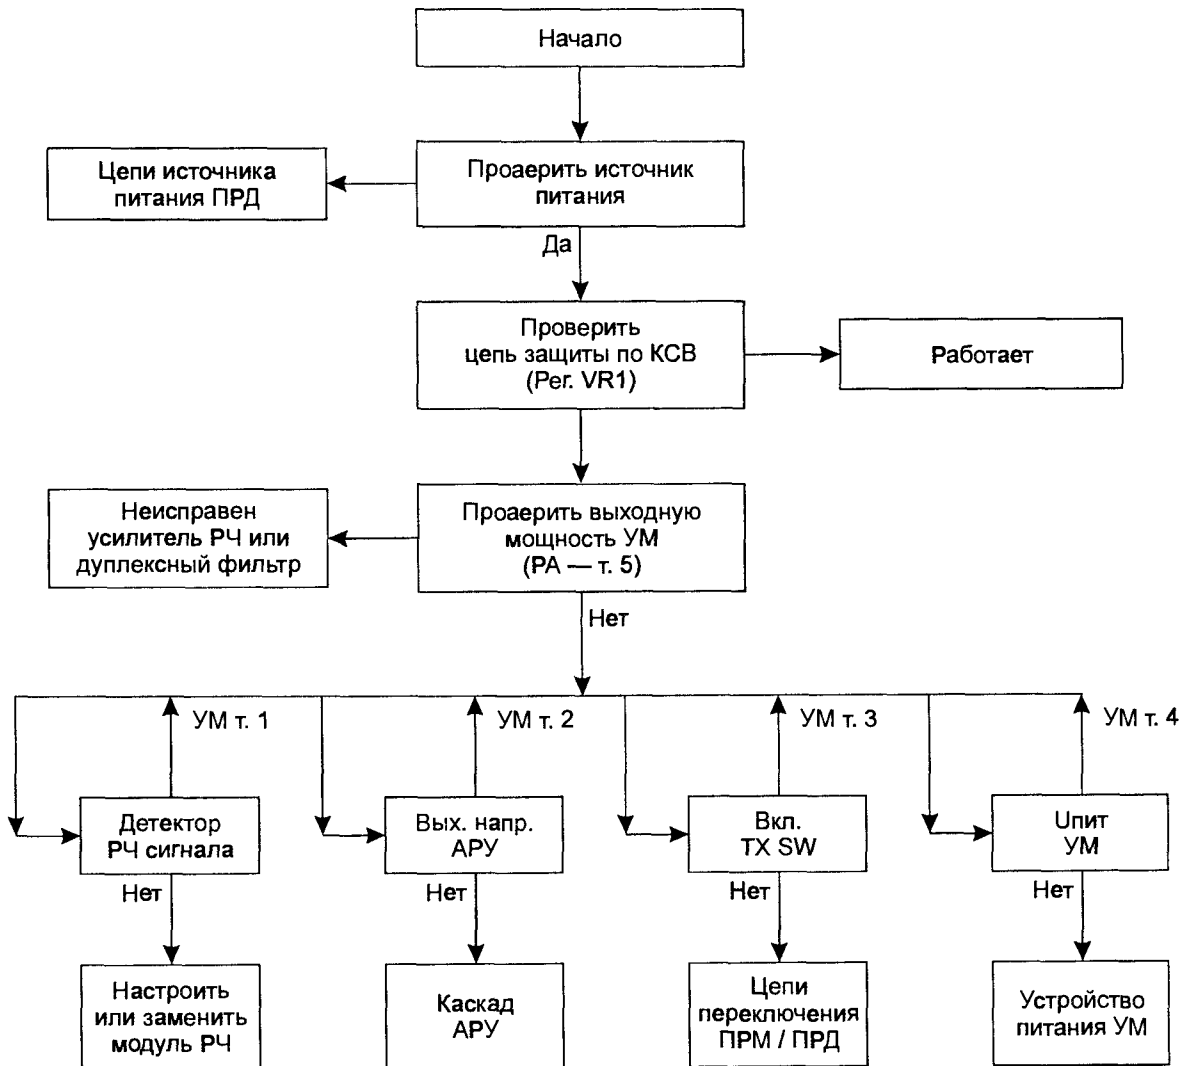 Начало
Проаерить источник
питания
Цепи источника
питания ПРД
Да
Проверить
цепь защиты по КСВ
(Рег. VR1)
Работает
Проаерить выходную
мощность УМ
(PA — т. 5)
Неисправен
усилитель РЧ или
дуплексный фильтр
Нет
УМ т. 1
УМ т. 2
УМ т. 3
УМ т. 4
Детектор
РЧ сигнала
Вых. напр.
АРУ
Вкл.
TX SW
Uпит
УМ
Нет
Нет
Нет
Нет
Настроить
или заменить
модуль РЧ
Каскад
АРУ
Цепи
переключения
ПРМ / ПРД
Устройство
питания УМ